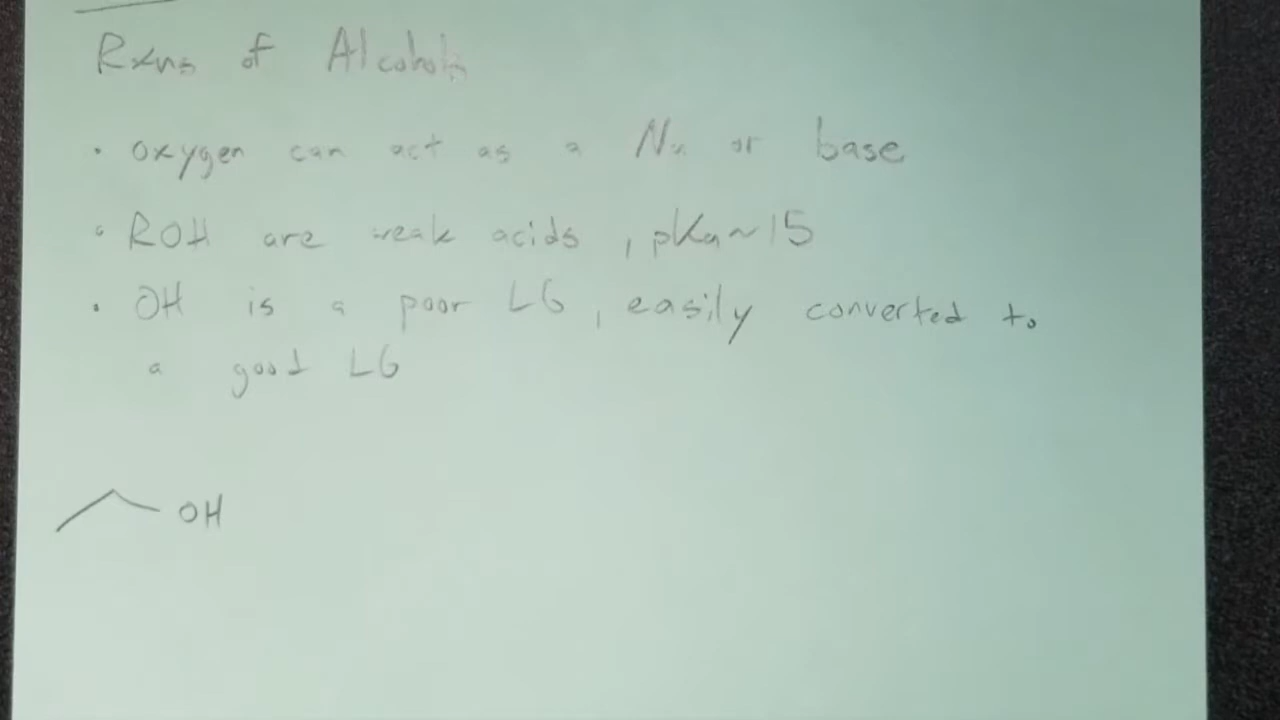 Rxns of Alcohols
• oxygen can act as a Nu or base
• ROH are weak acids, pKa~15
• OH is a poor LG, easily converted to
a good LG
OH